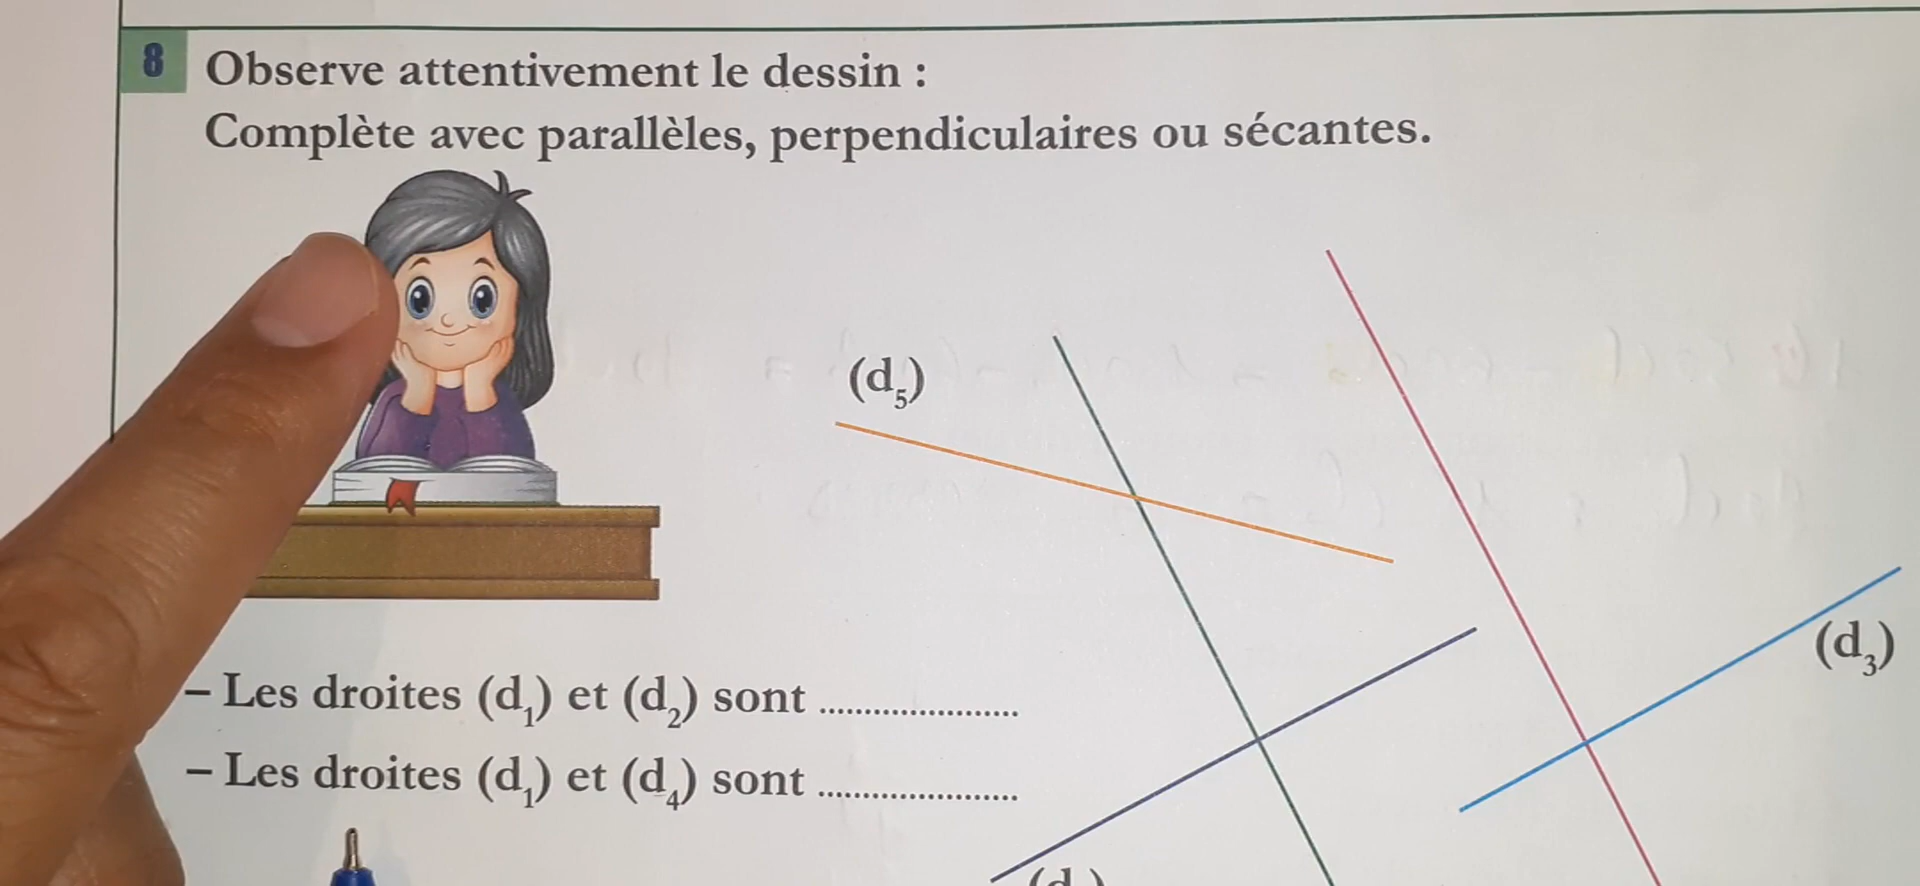 8 Observe attentivement le dessin :
Complète avec parallèles, perpendiculaires ou sécantes.
(d₅)
(d₃)
– Les droites (d₁) et (d₂) sont ......................
– Les droites (d₁) et (d₄) sont ......................